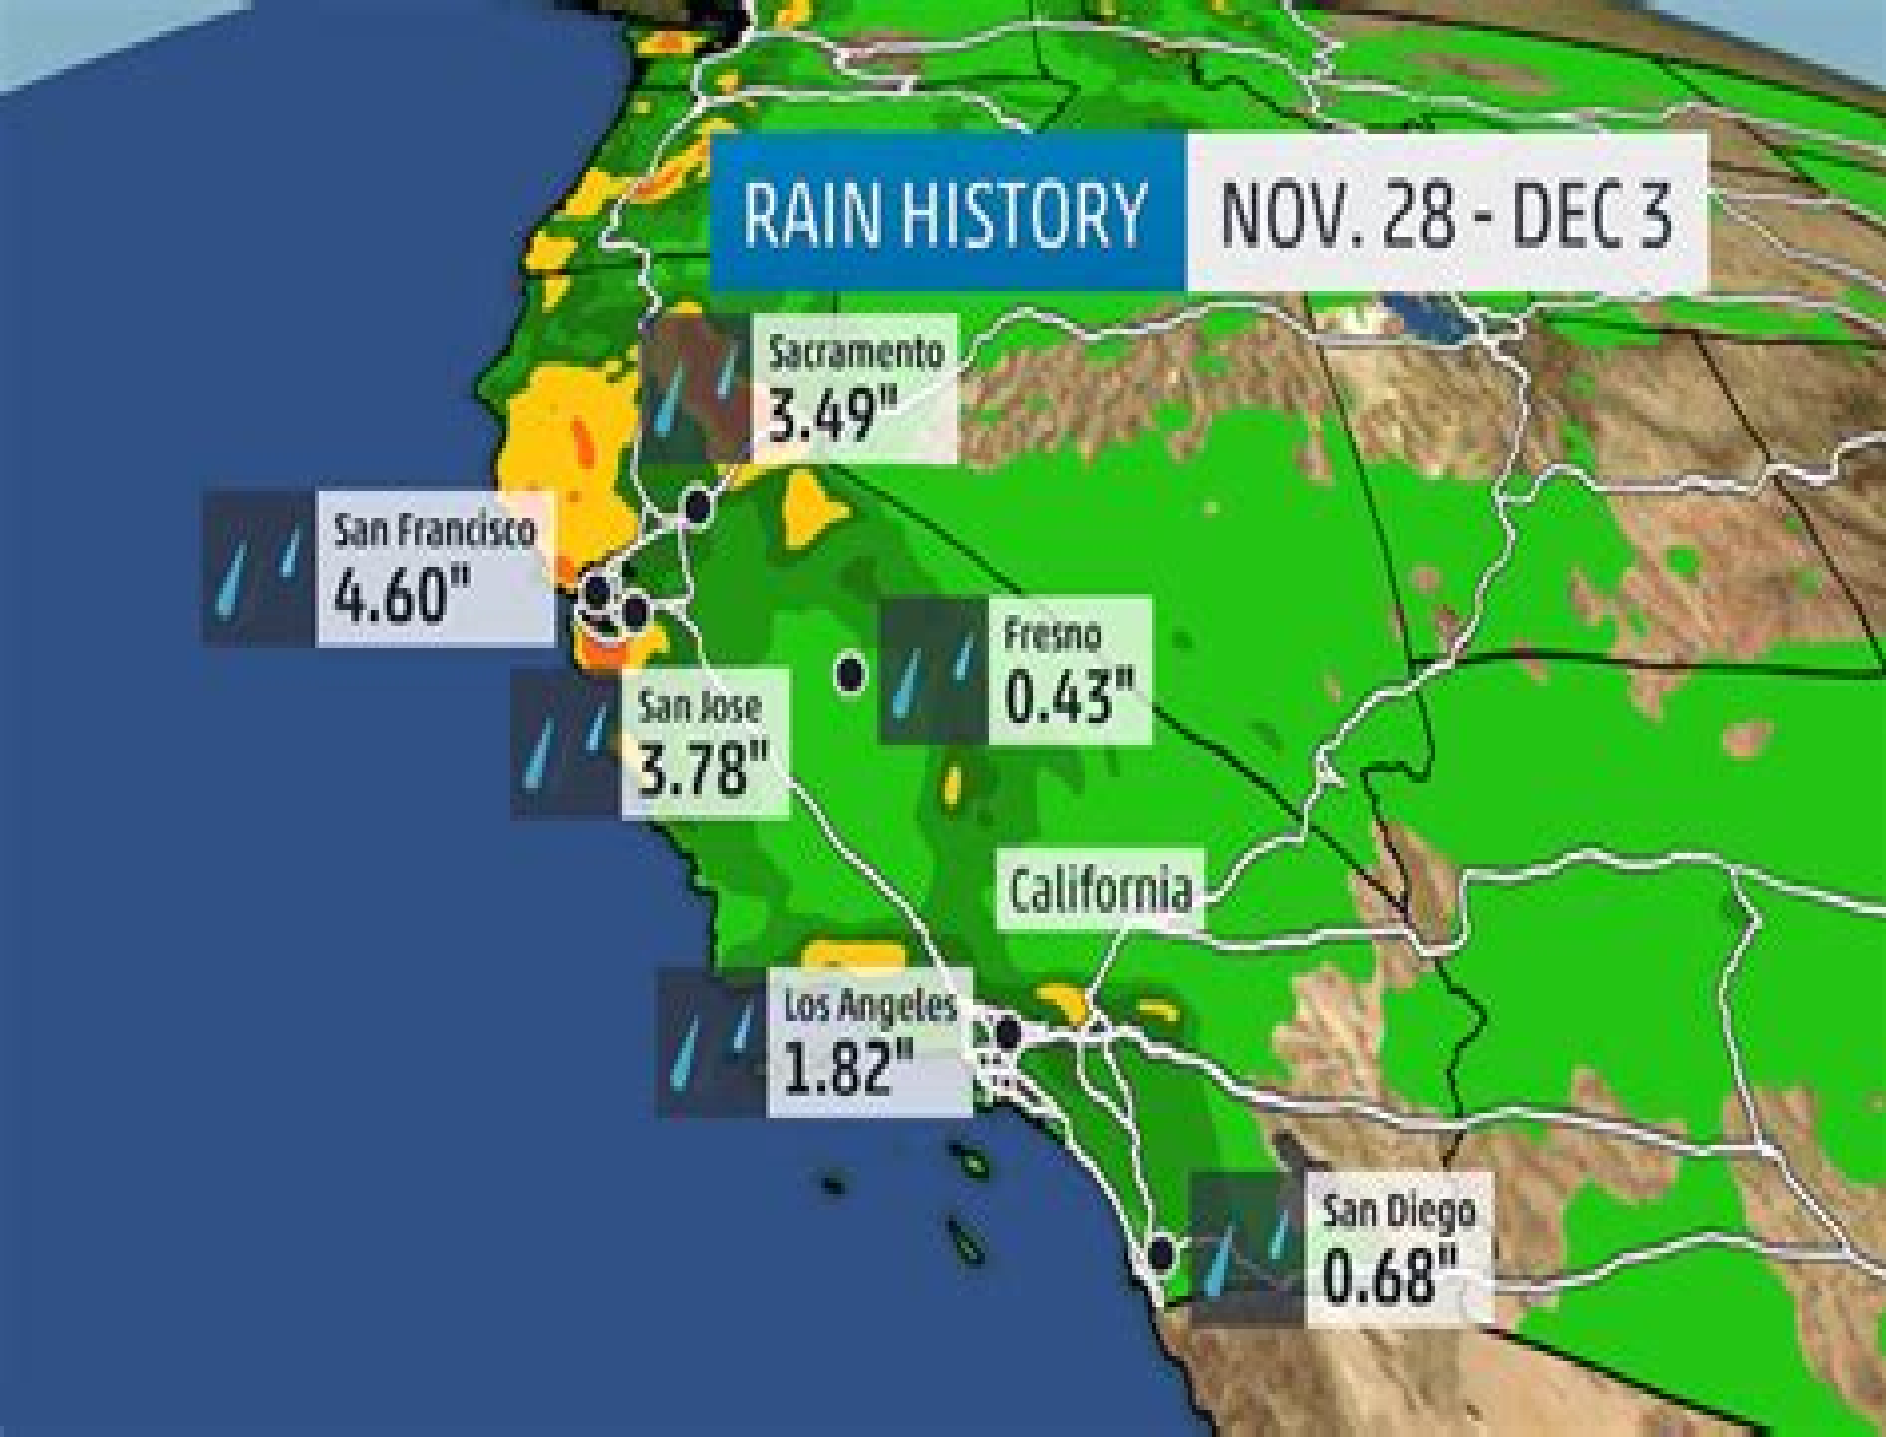 RAIN HISTORY NOV. 28 - DEC 3
Sacramento
3.49"
San Francisco
4.60"
Fresno
0.43"
San Jose
3.78"
California
Los Angeles
1.82"
San Diego
0.68"